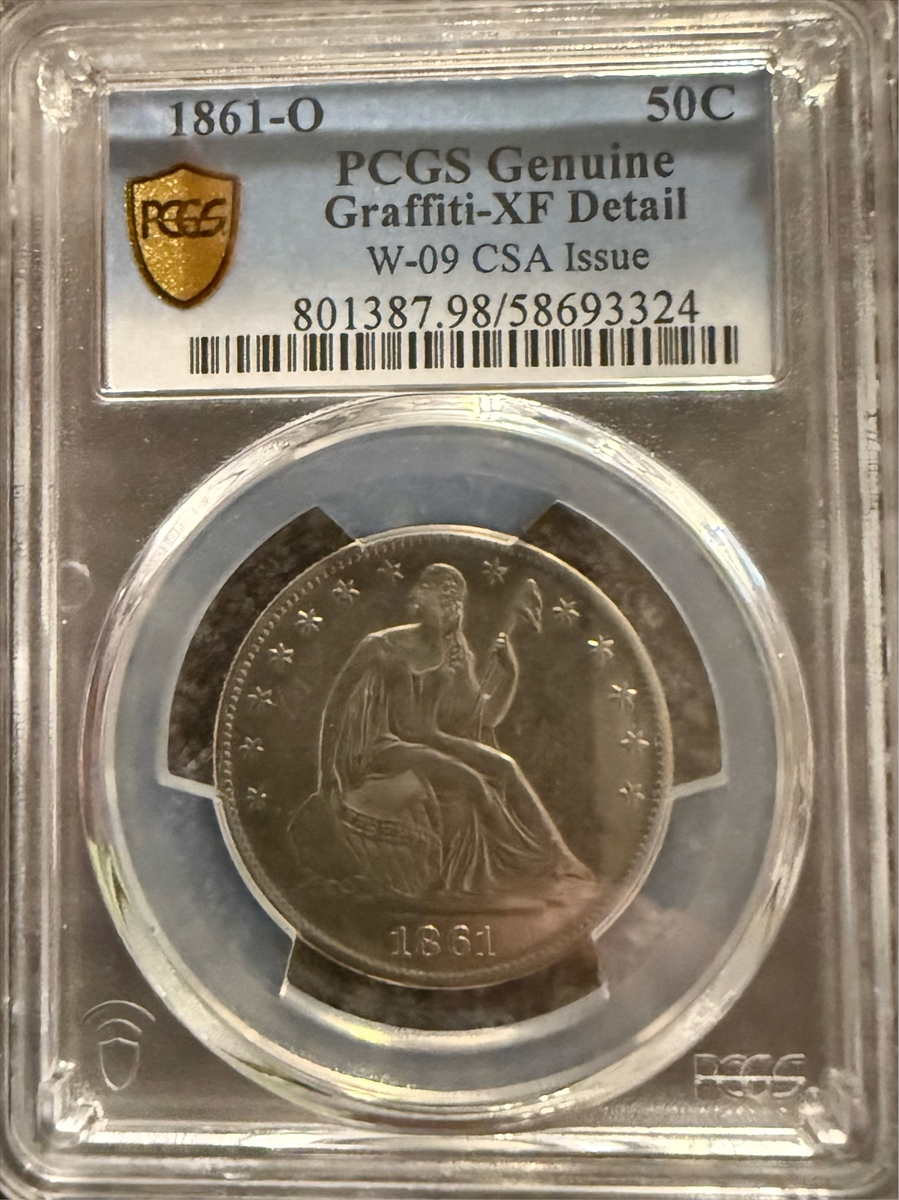 1861-O 50C
PCGS Genuine
Graffiti-XF Detail
W-09 CSA Issue
801387.98/58693324
PCGS
1861
PCGS